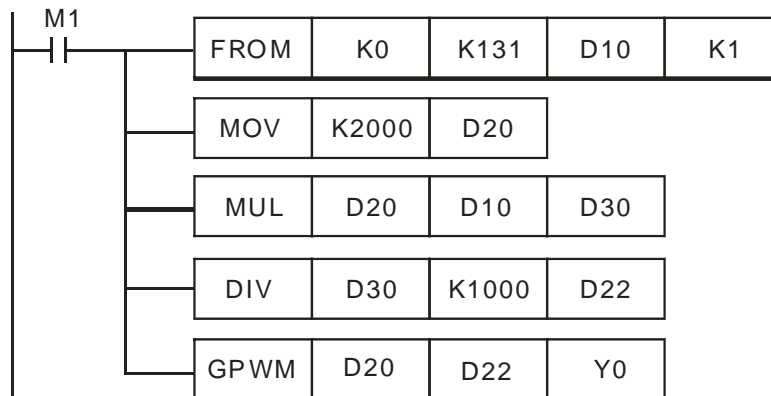 M1
FROM K0 K131 D10 K1
MOV K2000 D20
MUL D20 D10 D30
DIV D30 K1000 D22
GPWM D20 D22 Y0